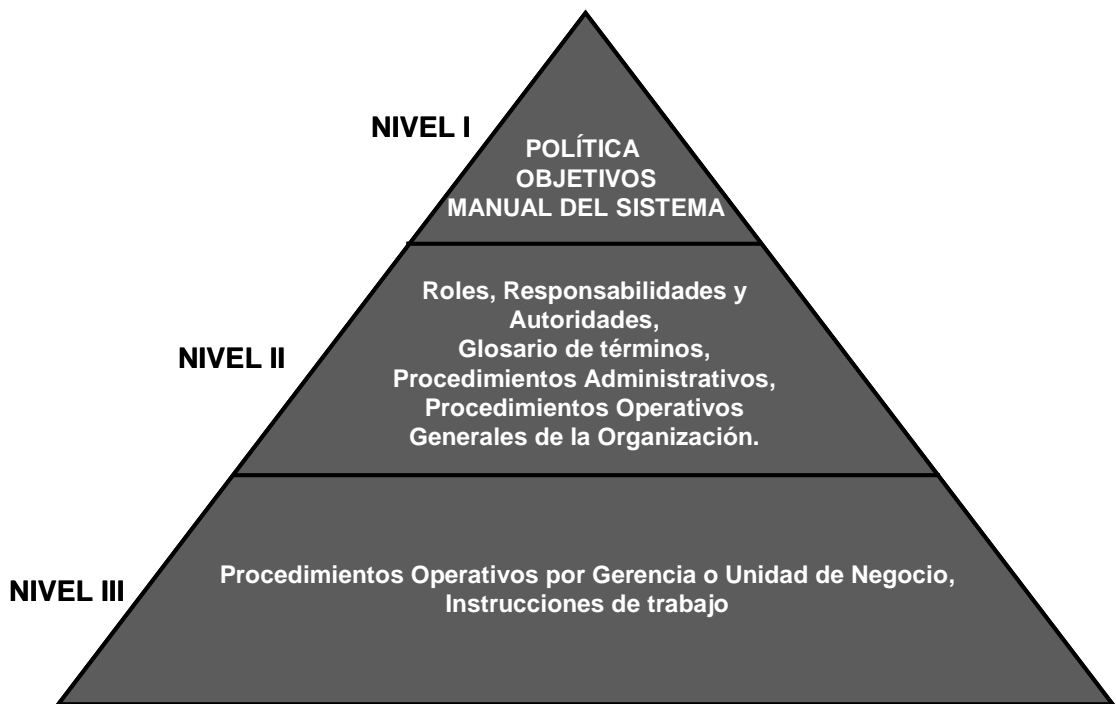 NIVEL I
POLÍTICA
OBJETIVOS
MANUAL DEL SISTEMA
NIVEL II
Roles, Responsabilidades y
Autoridades,
Glosario de términos,
Procedimientos Administrativos,
Procedimientos Operativos
Generales de la Organización.
NIVEL III
Procedimientos Operativos por Gerencia o Unidad de Negocio,
Instrucciones de trabajo